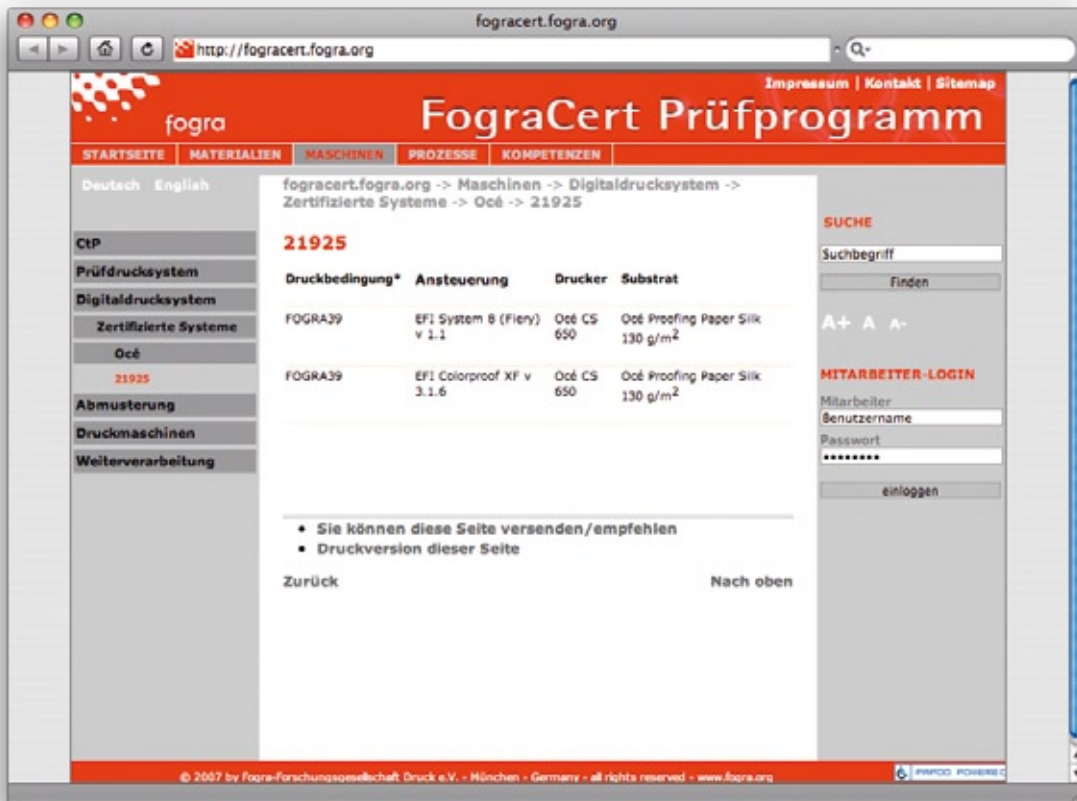 fogracert.fogra.org
http://fogracert.fogra.org
Impressum | Kontakt | Sitemap
fogra
FograCert Prüfprogramm
STARTSEITE MATERIALIEN MASCHINEN PROZESSE KOMPETENZEN
Deutsch English
CtP
Prüfdrucksystem
Digitaldrucksystem
Zertifizierte Systeme
Océ
21925
Abmusterung
Druckmaschinen
Weiterverarbeitung
fogracert.fogra.org -> Maschinen -> Digitaldrucksystem ->
Zertifizierte Systeme -> Océ -> 21925
21925
Druckbedingung* Ansteuerung Drucker Substrat
FOGRA39 EFI System 8 (Fiery) Océ CS Océ Proofing Paper Silk
v 1.1 650 130 g/m²
FOGRA39 EFI Colorproof XF v Océ CS Océ Proofing Paper Silk
3.1.6 650 130 g/m²
• Sie können diese Seite versenden/empfehlen
• Druckversion dieser Seite
Zurück Nach oben
SUCHE
Suchbegriff
Finden
A+ A A-
MITARBEITER-LOGIN
Mitarbeiter
Benutzername
Passwort
••••••••
einloggen
© 2007 by Fogra-Forschungsgesellschaft Druck e.V. - München - Germany - all rights reserved - www.fogra.org